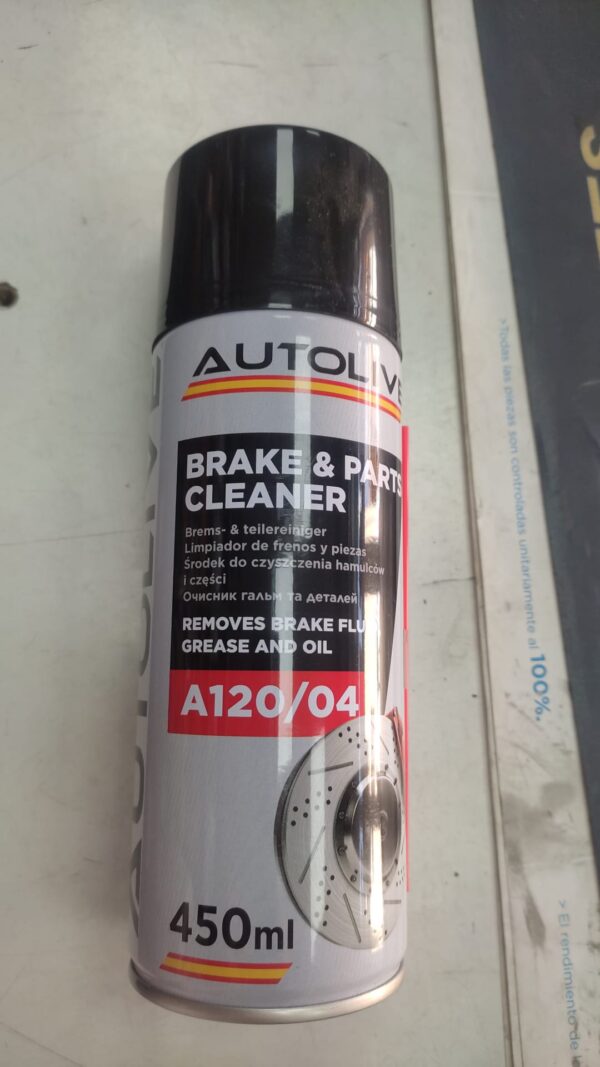 AUTOLIVE
BRAKE & PARTS
CLEANER
Brems- & teilereiniger
Limpiador de frenos y piezas
Środek do czyszczenia hamulców
i części
Очисник гальм та деталей
REMOVES BRAKE
GREASE AND OIL
A120/04
450ml
AUTOLIVE
>Todas las piezas son controladas unitariamente al 100%.
> El rendimiento de